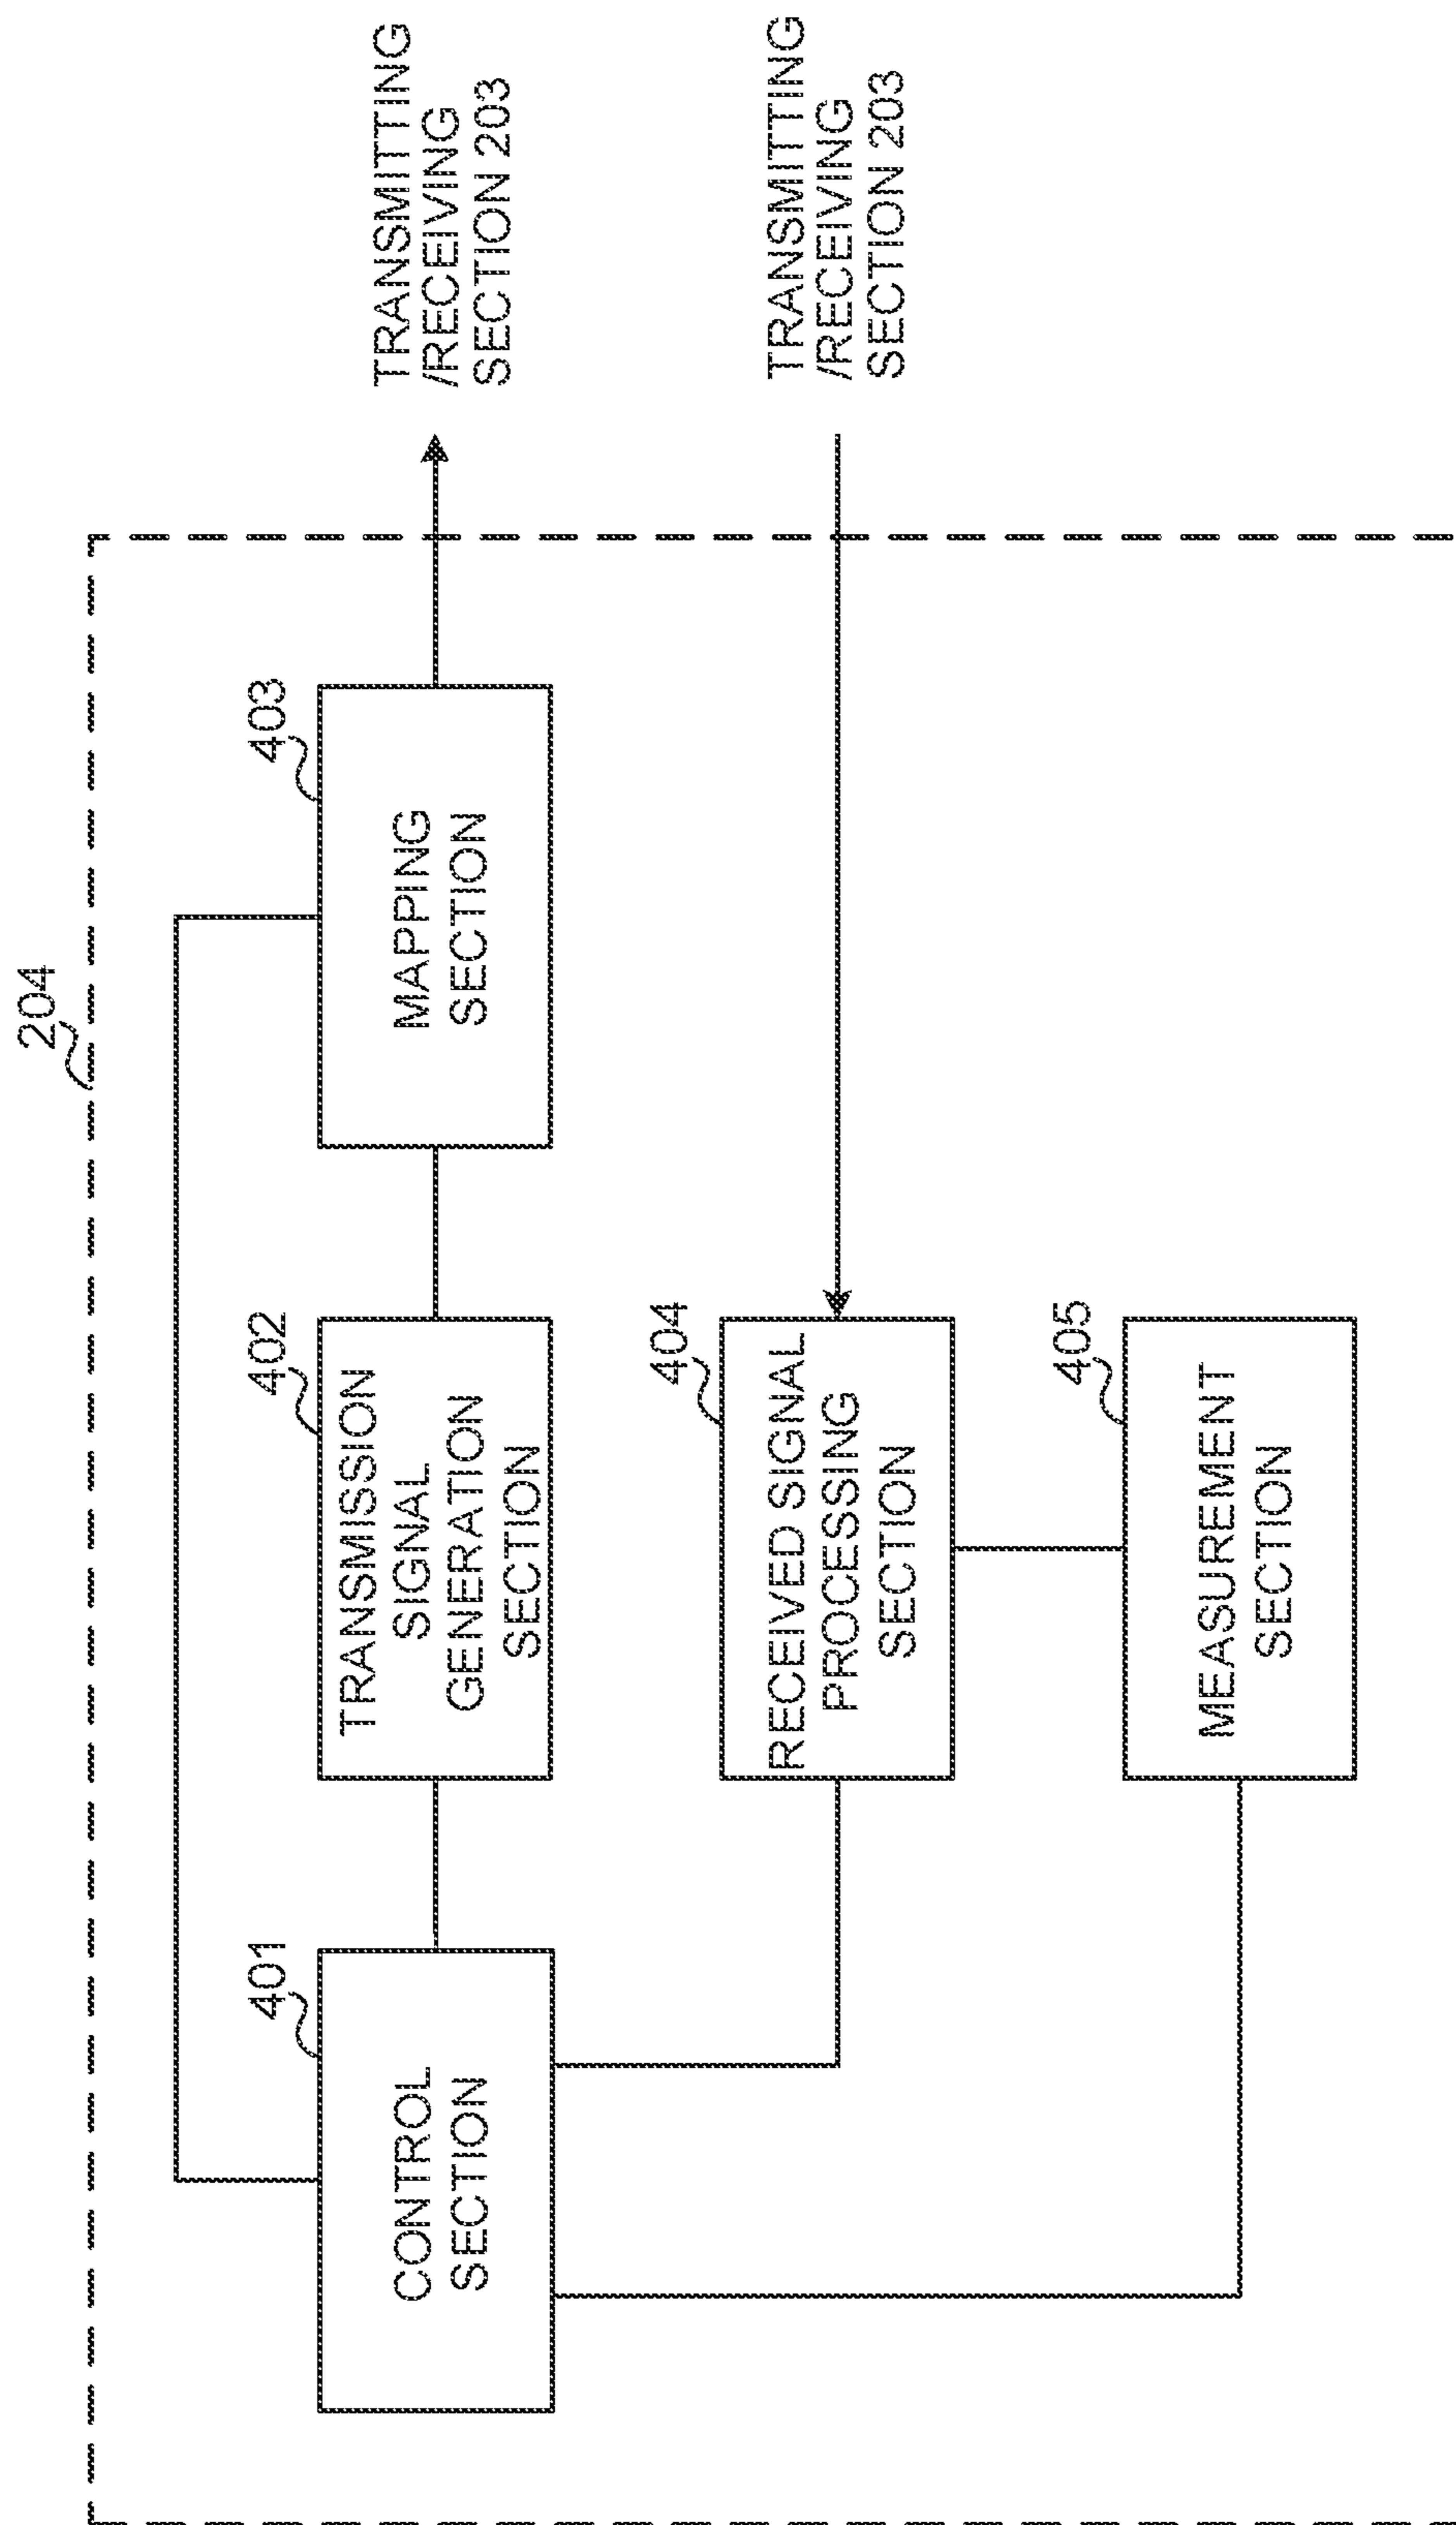 204
401
CONTROL
SECTION
402
TRANSMISSION
SIGNAL
GENERATION
SECTION
403
MAPPING
SECTION
TRANSMITTING
/RECEIVING
SECTION 203
404
RECEIVED SIGNAL
PROCESSING
SECTION
TRANSMITTING
/RECEIVING
SECTION 203
405
MEASUREMENT
SECTION